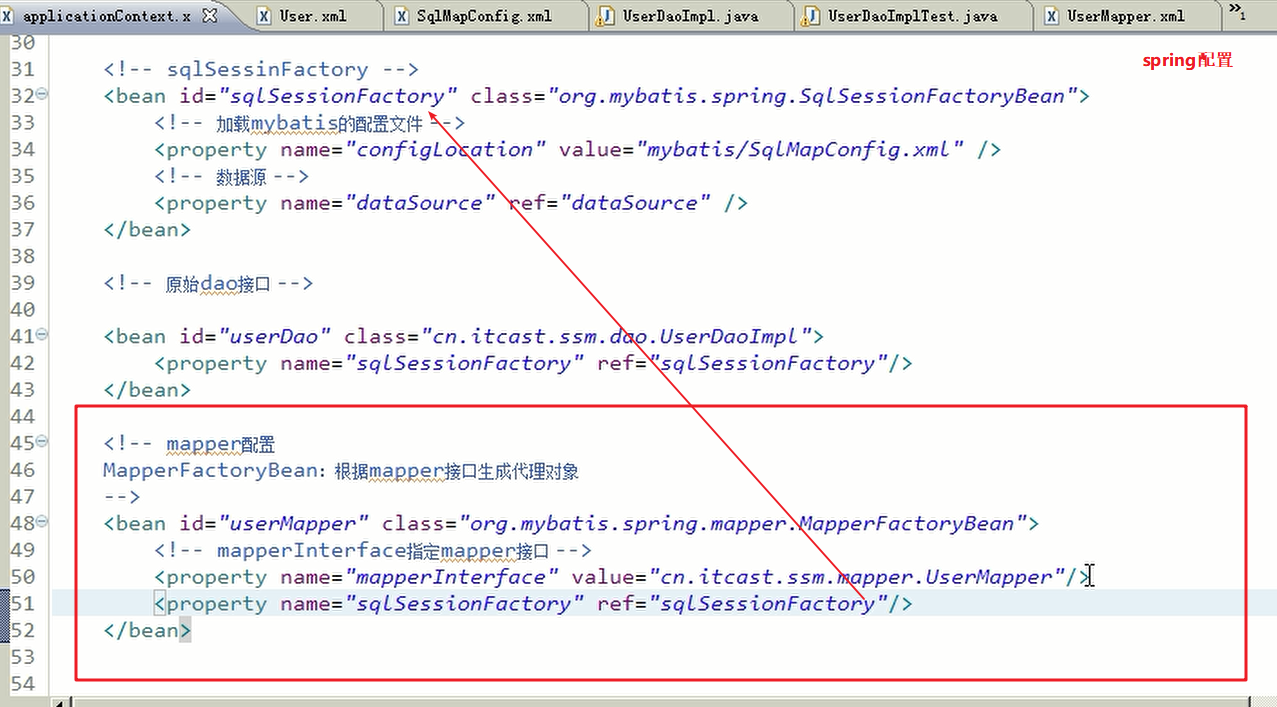 applicationContext.x User.xml SqlMapConfig.xml UserDaoImpl.java UserDaoImplTest.java UserMapper.xml »1
spring配置
30
31 <!-- sqlSessinFactory -->
32 <bean id="sqlSessionFactory" class="org.mybatis.spring.SqlSessionFactoryBean">
33 <!-- 加载mybatis的配置文件 -->
34 <property name="configLocation" value="mybatis/SqlMapConfig.xml" />
35 <!-- 数据源 -->
36 <property name="dataSource" ref="dataSource" />
37 </bean>
38
39 <!-- 原始dao接口 -->
40
41 <bean id="userDao" class="cn.itcast.ssm.dao.UserDaoImpl">
42 <property name="sqlSessionFactory" ref="sqlSessionFactory"/>
43 </bean>
44
45 <!-- mapper配置
46 MapperFactoryBean：根据mapper接口生成代理对象
47 -->
48 <bean id="userMapper" class="org.mybatis.spring.mapper.MapperFactoryBean">
49 <!-- mapperInterface指定mapper接口 -->
50 <property name="mapperInterface" value="cn.itcast.ssm.mapper.UserMapper"/>
51 <property name="sqlSessionFactory" ref="sqlSessionFactory"/>
52 </bean>
53
54